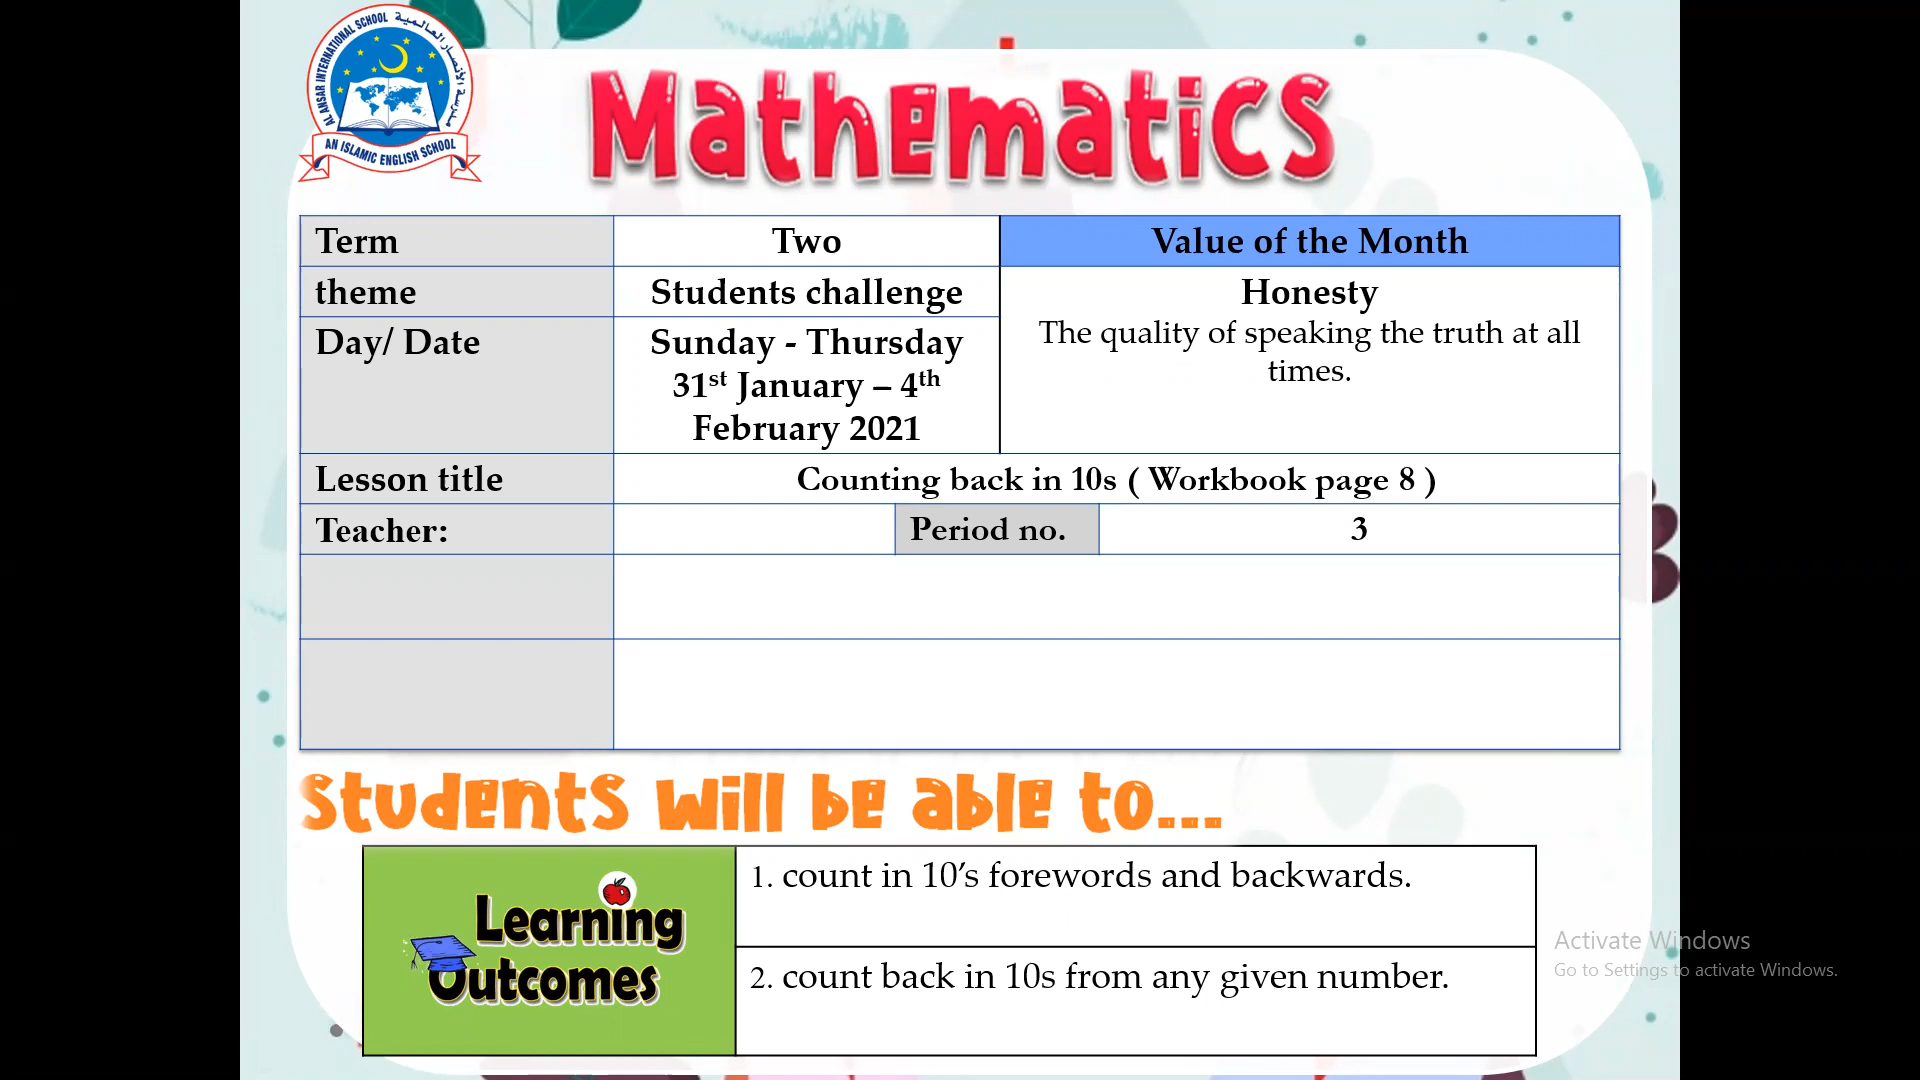 AL ANSAR INTERNATIONAL SCHOOL مدرسة الأنصار العالمية
AN ISLAMIC ENGLISH SCHOOL
Mathematics
Term Two Value of the Month
theme Students challenge Honesty
The quality of speaking the truth at all
times.
Day/ Date Sunday - Thursday
31st January – 4th
February 2021
Lesson title Counting back in 10s ( Workbook page 8 )
Teacher: Period no. 3
Students will be able to...
Learning
Outcomes
1. count in 10’s forewords and backwards.
2. count back in 10s from any given number.
Activate Windows
Go to Settings to activate Windows.